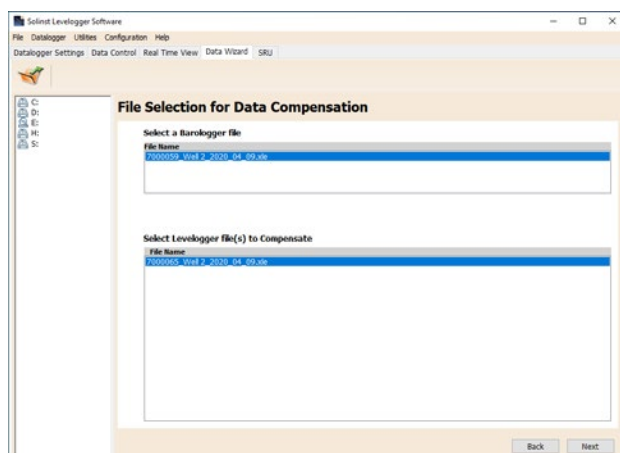 Solinst Levelogger Software
File Datalogger Utilities Configuration Help
Datalogger Settings Data Control Real Time View Data Wizard SRU
C:
D:
E:
H:
S:
File Selection for Data Compensation
Select a Barologger file
File Name
7000059_Well 2_2020_04_09.xle
Select Levelogger file(s) to Compensate
File Name
7000065_Well 2_2020_04_09.xle
Back Next